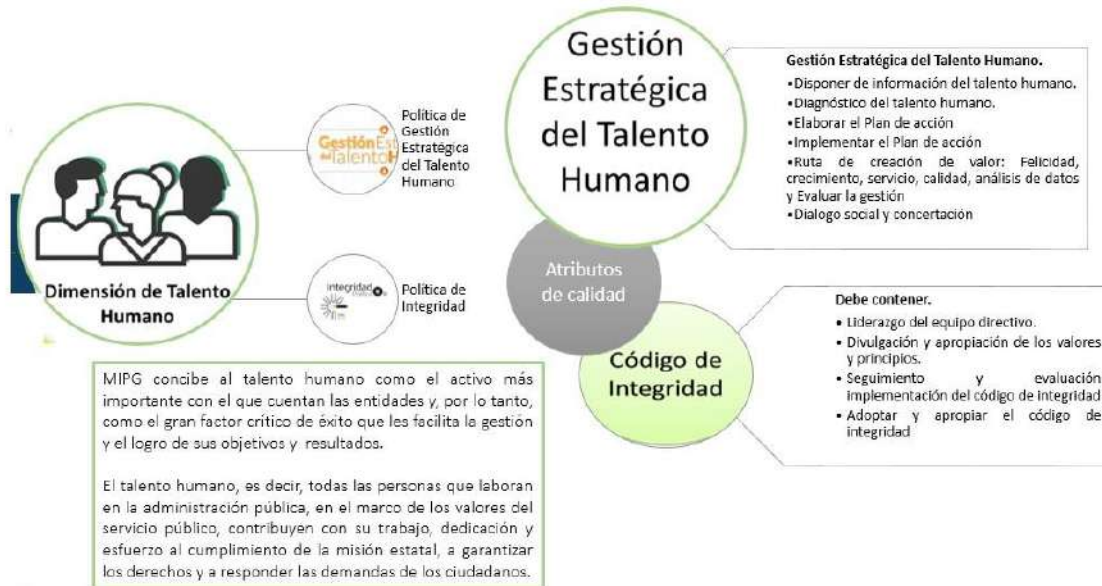 Dimensión de Talento
Humano
Política de
Gestión
Estratégica
del Talento
Humano
Política de
Integridad
MIPG concibe al talento humano como el activo más
importante con el que cuentan las entidades y, por lo tanto,
como el gran factor crítico de éxito que les facilita la gestión
y el logro de sus objetivos y resultados.
El talento humano, es decir, todas las personas que laboran
en la administración pública, en el marco de los valores del
servicio público, contribuyen con su trabajo, dedicación y
esfuerzo al cumplimiento de la misión estatal, a garantizar
los derechos y a responder las demandas de los ciudadanos.
Gestión
Estratégica
del Talento
Humano
Atributos
de calidad
Código de
Integridad
Gestión Estratégica del Talento Humano.
•Disponer de información del talento humano.
•Diagnóstico del talento humano.
•Elaborar el Plan de acción
•Implementar el Plan de acción
•Ruta de creación de valor: Felicidad,
crecimiento, servicio, calidad, análisis de datos
y Evaluar la gestión
•Dialogo social y concertación
Debe contener.
• Liderazgo del equipo directivo.
• Divulgación y apropiación de los valores
y principios.
• Seguimiento y evaluación
implementación del código de integridad
• Adoptar y apropiar el código de
integridad